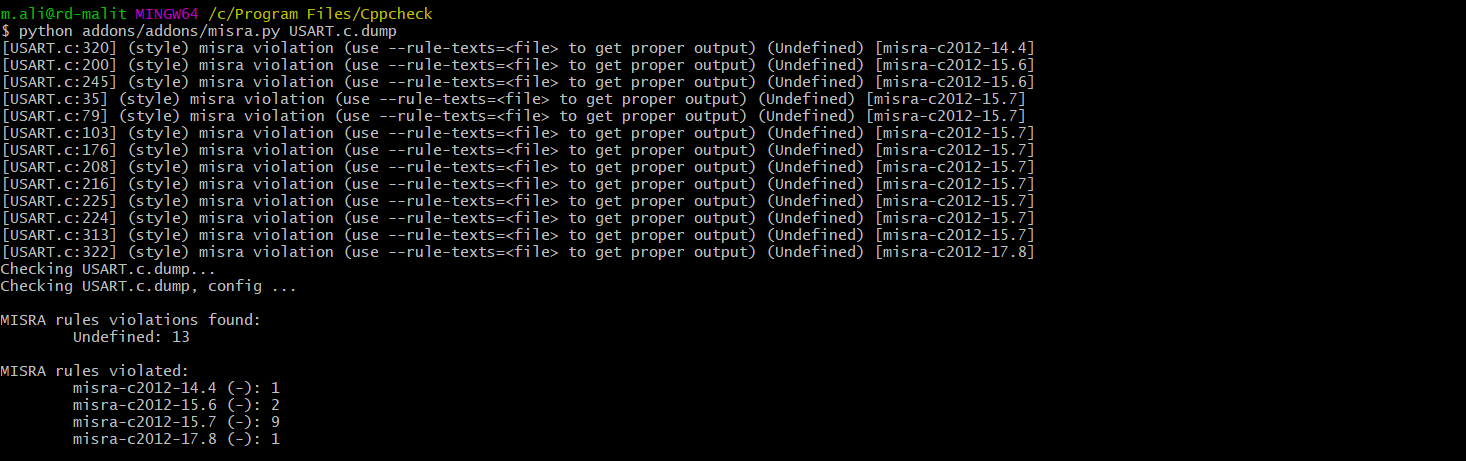 m.ali@rd-malit MINGW64 /c/Program Files/Cppcheck
$ python addons/addons/misra.py USART.c.dump
[USART.c:320] (style) misra violation (use --rule-texts=<file> to get proper output) (Undefined) [misra-c2012-14.4]
[USART.c:200] (style) misra violation (use --rule-texts=<file> to get proper output) (Undefined) [misra-c2012-15.6]
[USART.c:245] (style) misra violation (use --rule-texts=<file> to get proper output) (Undefined) [misra-c2012-15.6]
[USART.c:35] (style) misra violation (use --rule-texts=<file> to get proper output) (Undefined) [misra-c2012-15.7]
[USART.c:79] (style) misra violation (use --rule-texts=<file> to get proper output) (Undefined) [misra-c2012-15.7]
[USART.c:103] (style) misra violation (use --rule-texts=<file> to get proper output) (Undefined) [misra-c2012-15.7]
[USART.c:176] (style) misra violation (use --rule-texts=<file> to get proper output) (Undefined) [misra-c2012-15.7]
[USART.c:208] (style) misra violation (use --rule-texts=<file> to get proper output) (Undefined) [misra-c2012-15.7]
[USART.c:216] (style) misra violation (use --rule-texts=<file> to get proper output) (Undefined) [misra-c2012-15.7]
[USART.c:225] (style) misra violation (use --rule-texts=<file> to get proper output) (Undefined) [misra-c2012-15.7]
[USART.c:224] (style) misra violation (use --rule-texts=<file> to get proper output) (Undefined) [misra-c2012-15.7]
[USART.c:313] (style) misra violation (use --rule-texts=<file> to get proper output) (Undefined) [misra-c2012-15.7]
[USART.c:322] (style) misra violation (use --rule-texts=<file> to get proper output) (Undefined) [misra-c2012-17.8]
Checking USART.c.dump...
Checking USART.c.dump, config ...
MISRA rules violations found:
Undefined: 13
MISRA rules violated:
misra-c2012-14.4 (-): 1
misra-c2012-15.6 (-): 2
misra-c2012-15.7 (-): 9
misra-c2012-17.8 (-): 1